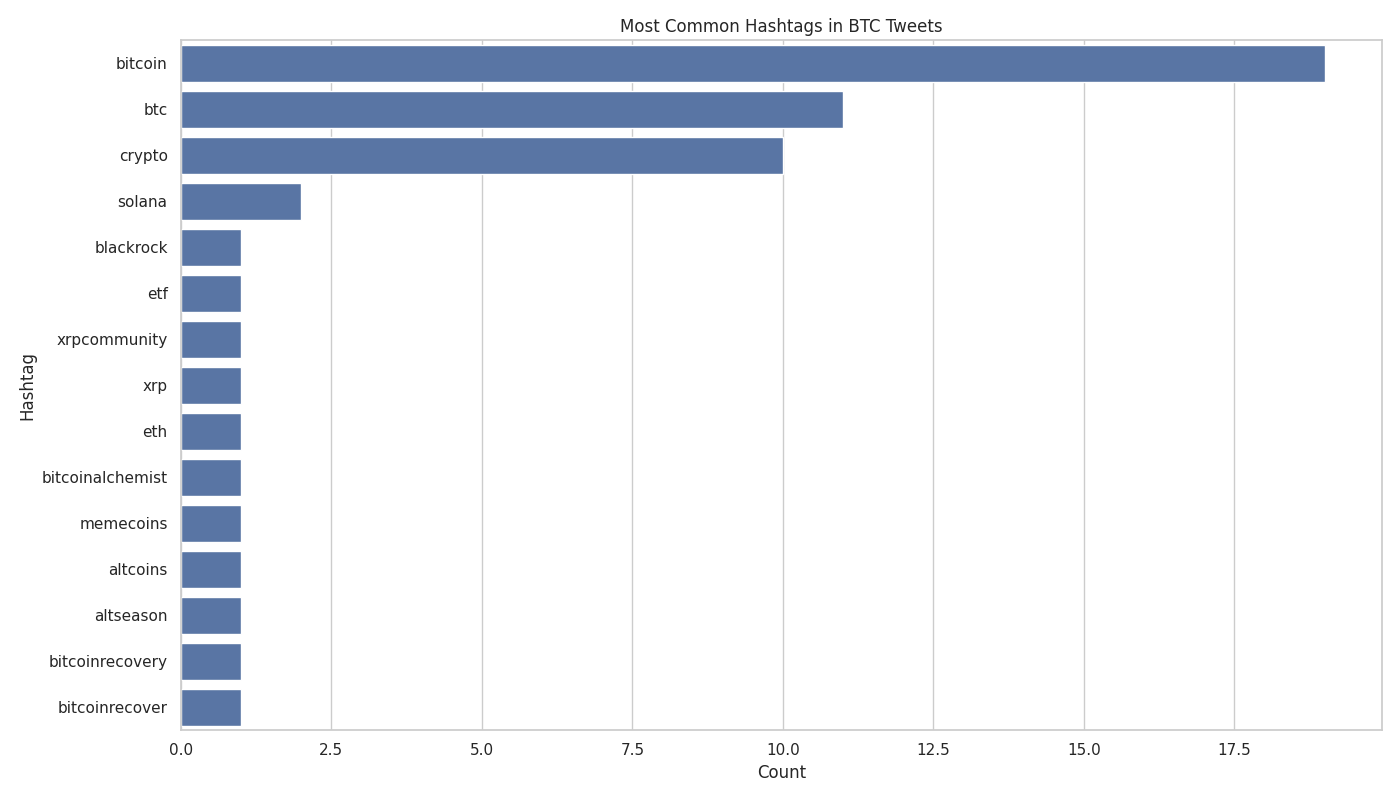 Most Common Hashtags in BTC Tweets
bitcoin
btc
crypto
solana
blackrock
etf
xrpcommunity
xrp
eth
bitcoinalchemist
memecoins
altcoins
altseason
bitcoinrecovery
bitcoinrecover
Hashtag
0.0 2.5 5.0 7.5 10.0 12.5 15.0 17.5
Count